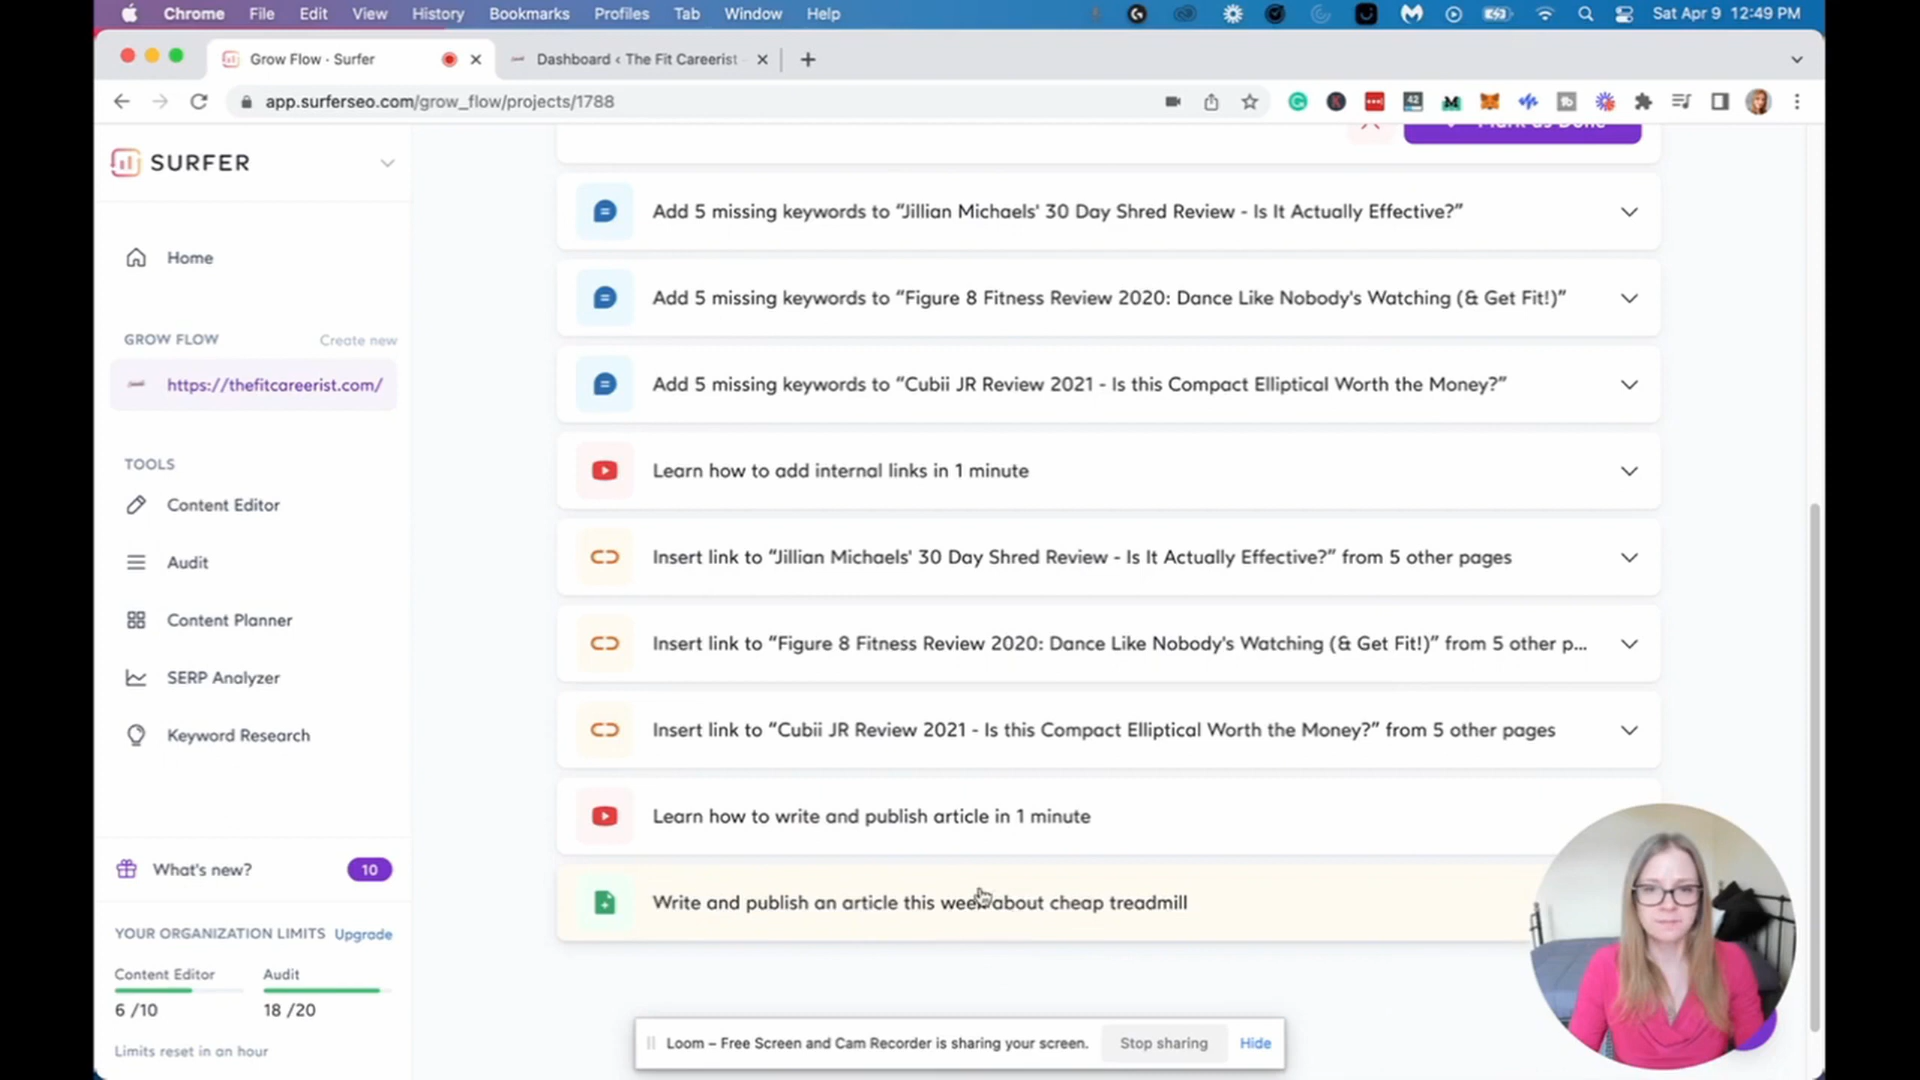 Chrome File Edit View History Bookmarks Profiles Tab Window Help
Sat Apr 9 12:49 PM
Grow Flow · Surfer
Dashboard ‹ The Fit Careerist
app.surferseo.com/grow_flow/projects/1788
42
SURFER
Mark as Done
Home
GROW FLOW Create new
https://thefitcareerist.com/
TOOLS
Content Editor
Audit
Content Planner
SERP Analyzer
Keyword Research
What's new? 10
YOUR ORGANIZATION LIMITS Upgrade
Content Editor Audit
6 /10 18 /20
Limits reset in an hour
Add 5 missing keywords to “Jillian Michaels' 30 Day Shred Review - Is It Actually Effective?”
Add 5 missing keywords to “Figure 8 Fitness Review 2020: Dance Like Nobody's Watching (& Get Fit!)”
Add 5 missing keywords to “Cubii JR Review 2021 - Is this Compact Elliptical Worth the Money?”
Learn how to add internal links in 1 minute
Insert link to “Jillian Michaels' 30 Day Shred Review - Is It Actually Effective?” from 5 other pages
Insert link to “Figure 8 Fitness Review 2020: Dance Like Nobody's Watching (& Get Fit!)” from 5 other p...
Insert link to “Cubii JR Review 2021 - Is this Compact Elliptical Worth the Money?” from 5 other pages
Learn how to write and publish article in 1 minute
Write and publish an article this week about cheap treadmill
Loom – Free Screen and Cam Recorder is sharing your screen. Stop sharing Hide